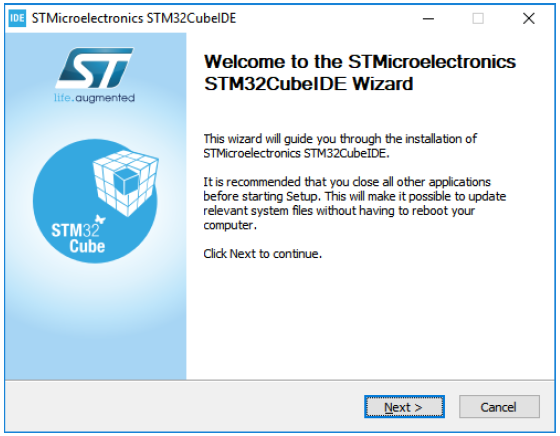 IDE STMicroelectronics STM32CubeIDE
ST
life.augmented
STM32
Cube
Welcome to the STMicroelectronics
STM32CubeIDE Wizard
This wizard will guide you through the installation of
STMicroelectronics STM32CubeIDE.
It is recommended that you close all other applications
before starting Setup. This will make it possible to update
relevant system files without having to reboot your
computer.
Click Next to continue.
Next >
Cancel